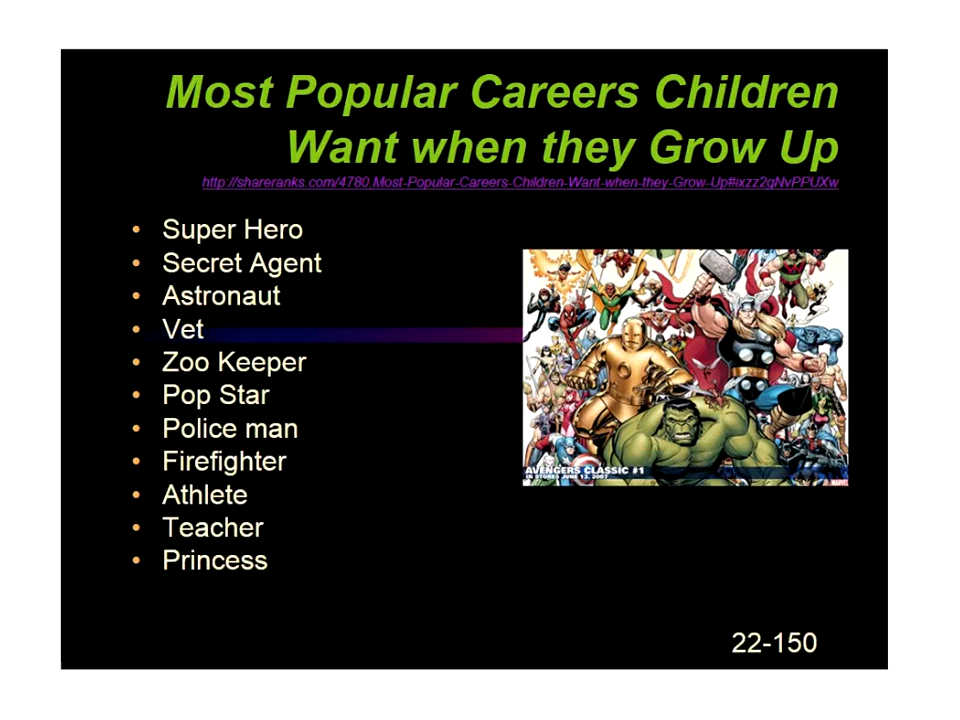 Most Popular Careers Children
Want when they Grow Up
http://shareranks.com/4780,Most-Popular-Careers-Children-Want-when-they-Grow-Up#ixzz2gNvPPUXw
• Super Hero
• Secret Agent
• Astronaut
• Vet
• Zoo Keeper
• Pop Star
• Police man
• Firefighter
• Athlete
• Teacher
• Princess
AVENGERS CLASSIC #1
IN STORES JUNE 13, 2007
MARVEL
22-150